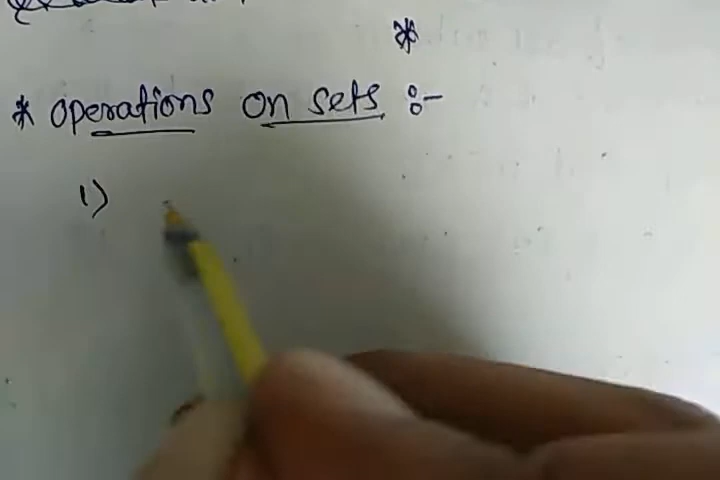 *
* operations on sets :-
1)